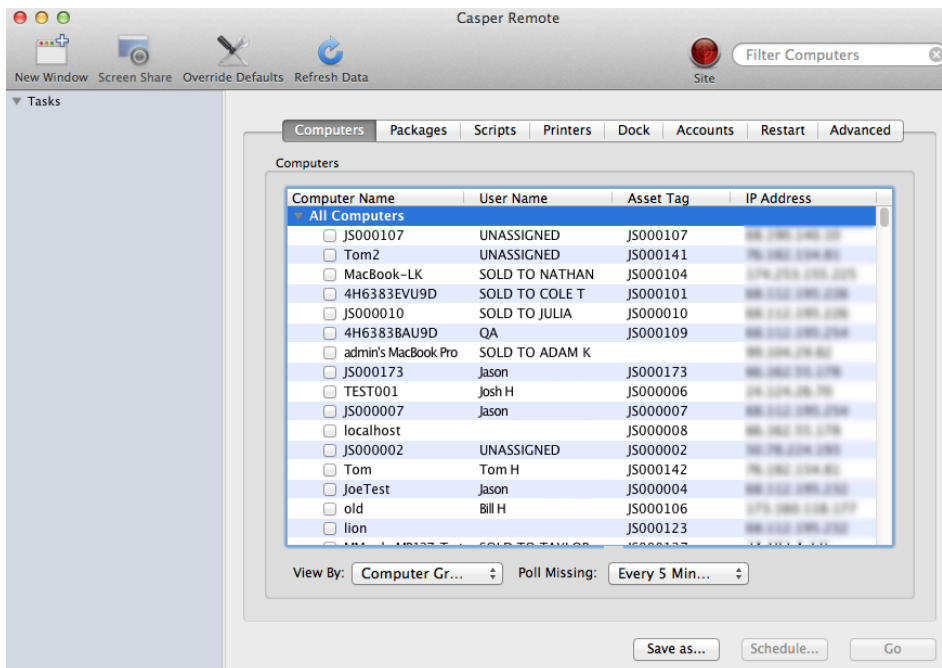 Casper Remote
New Window Screen Share Override Defaults Refresh Data Site Filter Computers
Tasks
Computers Packages Scripts Printers Dock Accounts Restart Advanced
Computers
Computer Name User Name Asset Tag IP Address
All Computers
JS000107 UNASSIGNED JS000107
Tom2 UNASSIGNED JS000141
MacBook-LK SOLD TO NATHAN JS000104
4H6383EVU9D SOLD TO COLE T JS000101
JS000010 SOLD TO JULIA JS000010
4H6383BAU9D QA JS000109
admin's MacBook Pro SOLD TO ADAM K
JS000173 Jason JS000173
TEST001 Josh H JS000006
JS000007 Jason JS000007
localhost JS000008
JS000002 UNASSIGNED JS000002
Tom Tom H JS000142
JoeTest Jason JS000004
old Bill H JS000106
lion JS000123
SOLD TO TAYLOR
View By: Computer Gr... Poll Missing: Every 5 Min...
Save as... Schedule... Go